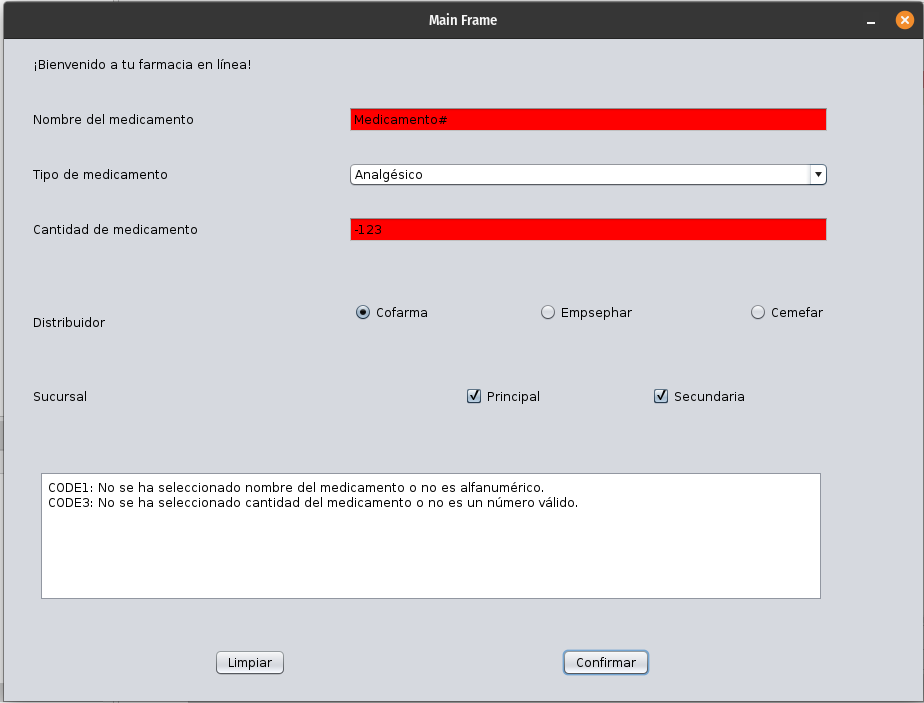 Main Frame
¡Bienvenido a tu farmacia en línea!
Nombre del medicamento Medicamento#
Tipo de medicamento Analgésico
Cantidad de medicamento -123
Distribuidor Cofarma Empsephar Cemefar
Sucursal Principal Secundaria
CODE1: No se ha seleccionado nombre del medicamento o no es alfanumérico.
CODE3: No se ha seleccionado cantidad del medicamento o no es un número válido.
Limpiar Confirmar